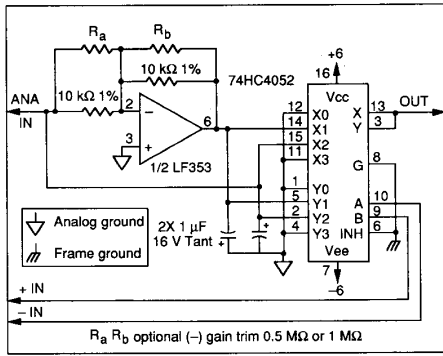 Ra Rb
10 kΩ 1% 74HC4052
+6
16
ANA
IN
10 kΩ 1%
2 −
3 +
6
1/2 LF353
Vcc
12 X0 X 13 OUT
14 X1 Y 3
15 X2
11 X3 G 8
1 Y0 A 10
5 Y1 B 9
2 Y2 INH 6
4 Y3
Vee
7
−6
Analog ground
Frame ground
2X 1 µF
16 V Tant
+ +
+ IN
− IN
Ra Rb optional (−) gain trim 0.5 MΩ or 1 MΩ